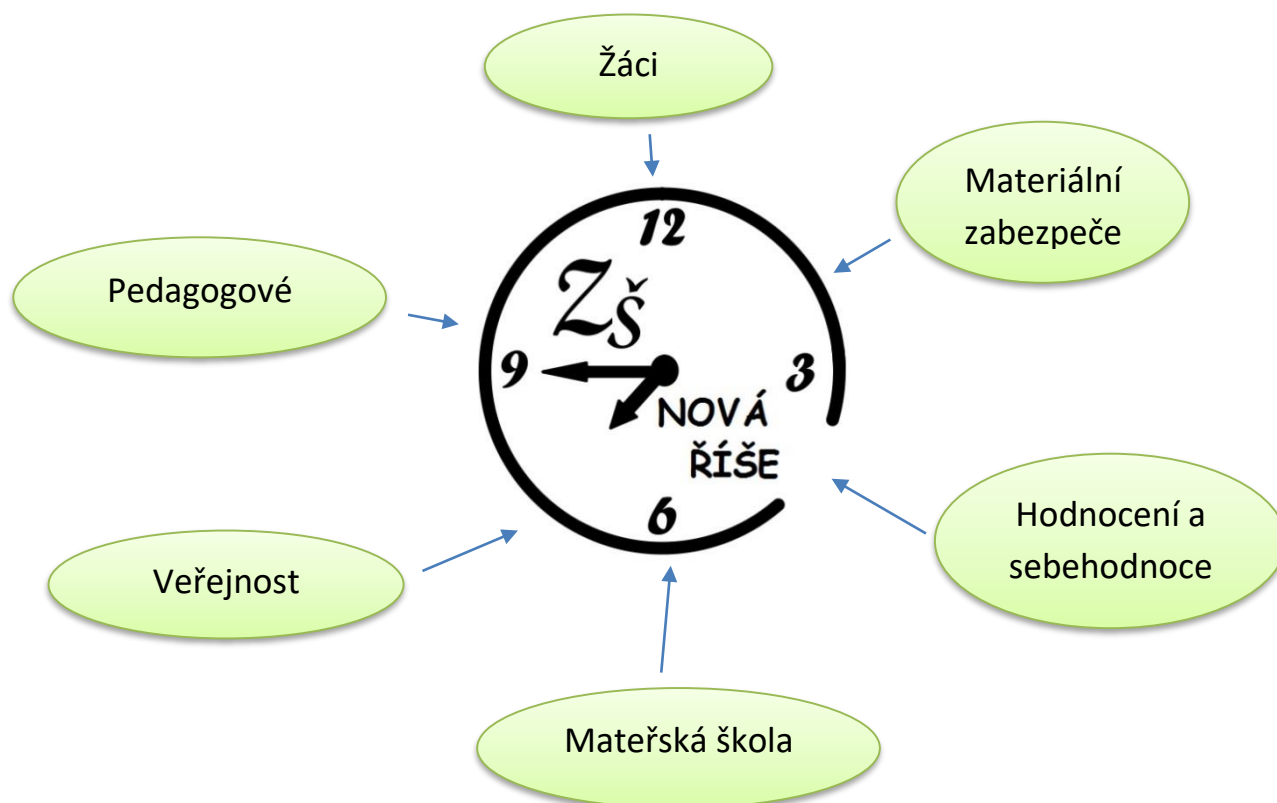 Žáci
Materiální
zabezpeče
12
Pedagogové
ZŠ
9
3
NOVÁ
ŘÍŠE
6
Hodnocení a
sebehodnoce
Veřejnost
Mateřská škola